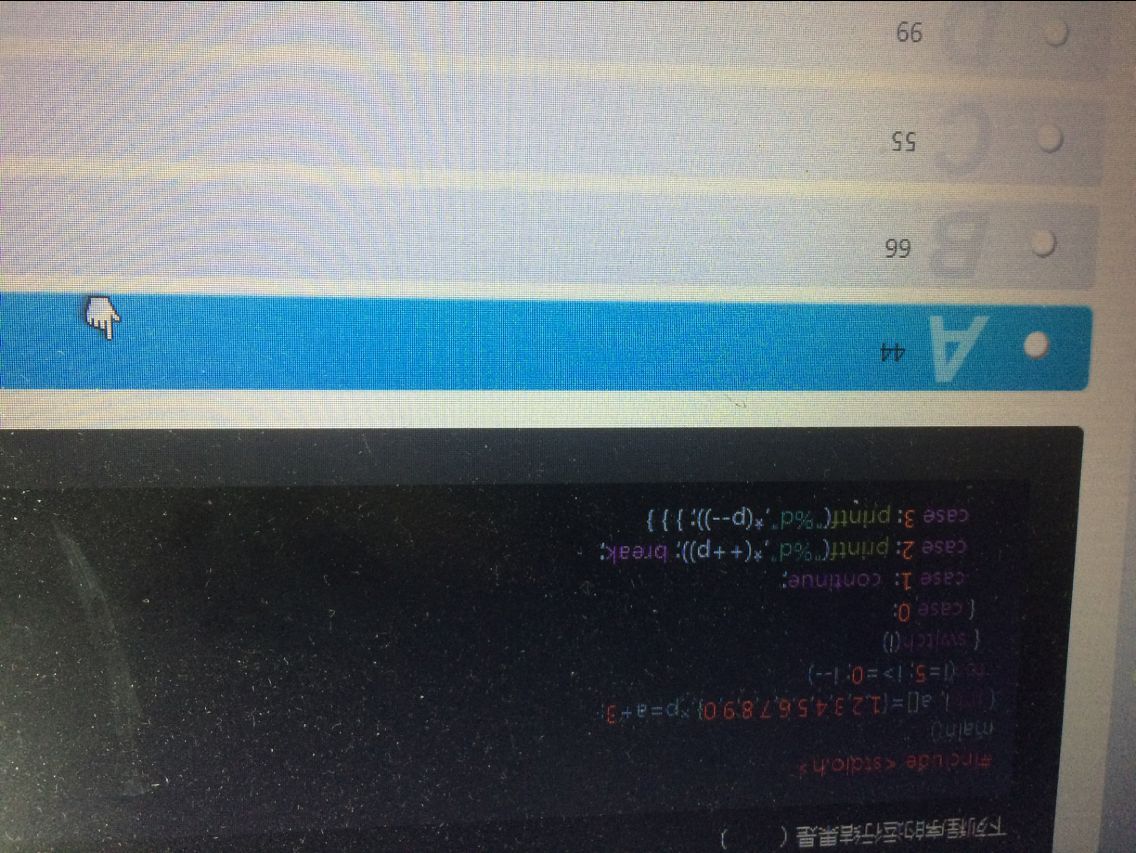 下列程序的运行结果是 ( )
#include <stdio.h>
main()
{ int i, a[]={1,2,3,4,5,6,7,8,9,0},*p=a+3;
for (i=5; i>=0; i--)
{ switch(i)
{ case 0:
case 1: continue;
case 2: printf("%d",*(++p)); break;
case 3: printf("%d",*(p--)); } } }
A 44
B 99
C 55
D 66